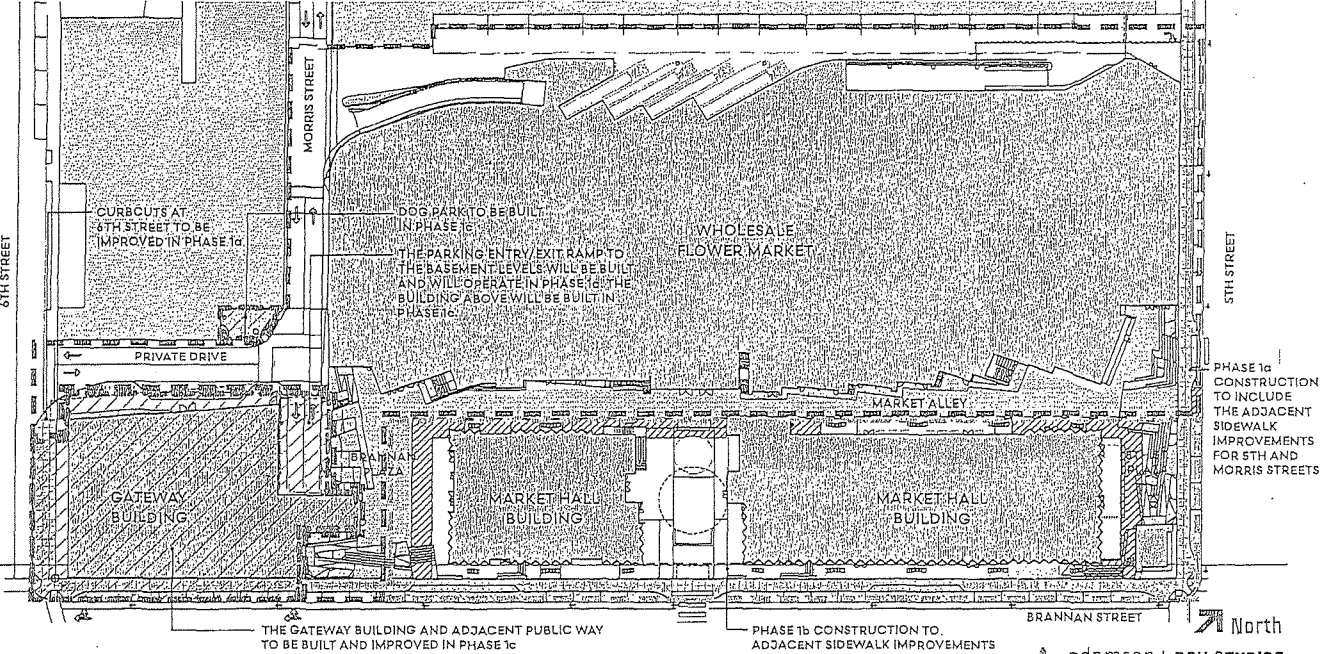 MORRIS STREET
6TH STREET
CURBCUTS AT
6TH STREET TO BE
IMPROVED IN PHASE 1a
DOG PARK TO BE BUILT
IN PHASE 1c
THE PARKING ENTRY/EXIT RAMP TO
THE BASEMENT LEVELS WILL BE BUILT
AND WILL OPERATE IN PHASE 1a. THE
BUILDING ABOVE WILL BE BUILT IN
PHASE 1c.
WHOLESALE
FLOWER MARKET
5TH STREET
PRIVATE DRIVE
MARKET ALLEY
PHASE 1a
CONSTRUCTION
TO INCLUDE
THE ADJACENT
SIDEWALK
IMPROVEMENTS
FOR 5TH AND
MORRIS STREETS
BRANNAN
PLAZA
GATEWAY
BUILDING
MARKET HALL
BUILDING
MARKET HALL
BUILDING
BRANNAN STREET
North
THE GATEWAY BUILDING AND ADJACENT PUBLIC WAY
TO BE BUILT AND IMPROVED IN PHASE 1c
PHASE 1b CONSTRUCTION TO
ADJACENT SIDEWALK IMPROVEMENTS